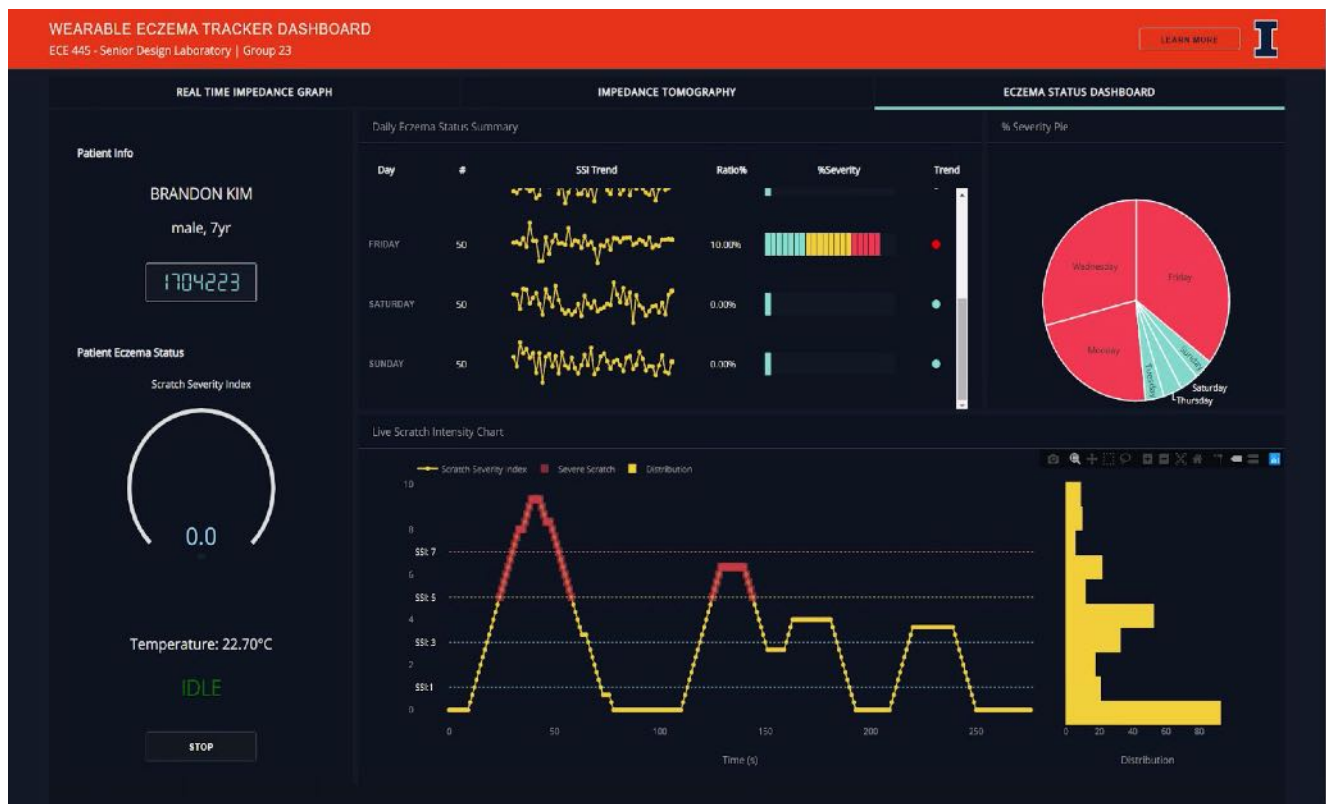 WEARABLE ECZEMA TRACKER DASHBOARD
ECE 445 - Senior Design Laboratory | Group 23
LEARN MORE
I
REAL TIME IMPEDANCE GRAPH
IMPEDANCE TOMOGRAPHY
ECZEMA STATUS DASHBOARD
Patient Info
BRANDON KIM
male, 7yr
1704223
Patient Eczema Status
Scratch Severity Index
0.0
Temperature: 22.70°C
IDLE
STOP
Daily Eczema Status Summary
Day # SSI Trend Ratio% %Severity Trend
FRIDAY 50 10.00%
SATURDAY 50 0.00%
SUNDAY 50 0.00%
% Severity Pie
Wednesday
Friday
Monday
Sunday
Tuesday
Saturday
Thursday
Live Scratch Intensity Chart
Scratch Severity Index Severe Scratch Distribution
10
8
SSI: 7
6
SSI: 5
4
SSI: 3
2
SSI: 1
0
0 50 100 150 200 250
Time (s)
0 20 40 60 80
Distribution